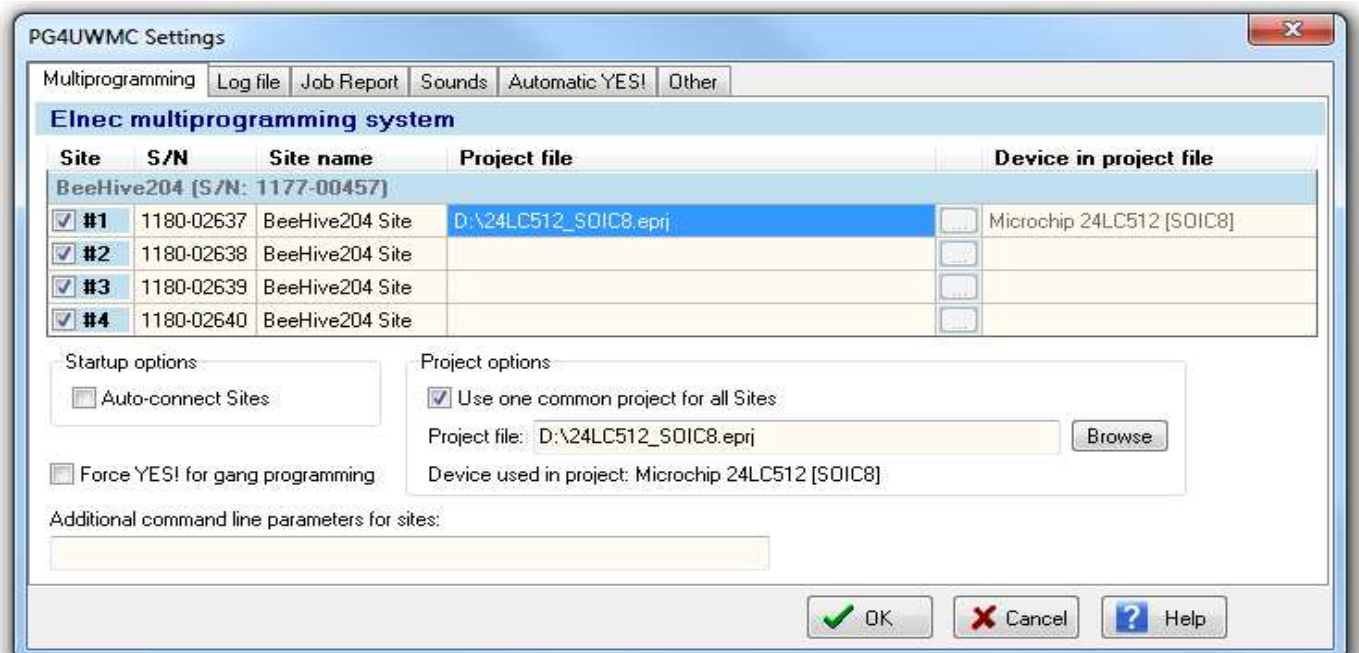 PG4UWMC Settings
Multiprogramming Log file Job Report Sounds Automatic YES! Other
Elnec multiprogramming system
Site S/N Site name Project file Device in project file
BeeHive204 (S/N: 1177-00457)
#1 1180-02637 BeeHive204 Site D:\24LC512_SOIC8.eprj ... Microchip 24LC512 [SOIC8]
#2 1180-02638 BeeHive204 Site ...
#3 1180-02639 BeeHive204 Site ...
#4 1180-02640 BeeHive204 Site ...
Startup options Project options
Auto-connect Sites Use one common project for all Sites
Project file: D:\24LC512_SOIC8.eprj Browse
Force YES! for gang programming Device used in project: Microchip 24LC512 [SOIC8]
Additional command line parameters for sites:
OK Cancel ? Help